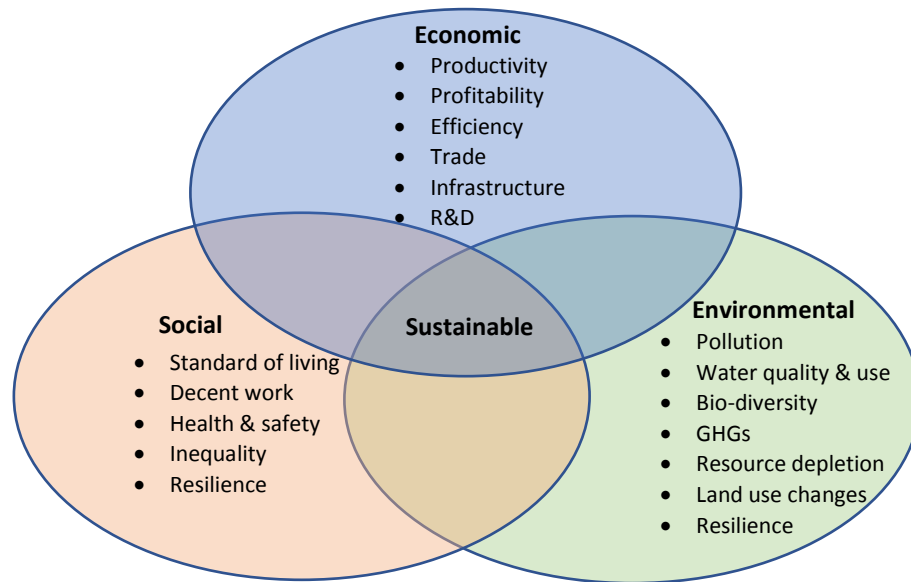 Economic
• Productivity
• Profitability
• Efficiency
• Trade
• Infrastructure
• R&D
Social
• Standard of living
• Decent work
• Health & safety
• Inequality
• Resilience
Sustainable
Environmental
• Pollution
• Water quality & use
• Bio-diversity
• GHGs
• Resource depletion
• Land use changes
• Resilience